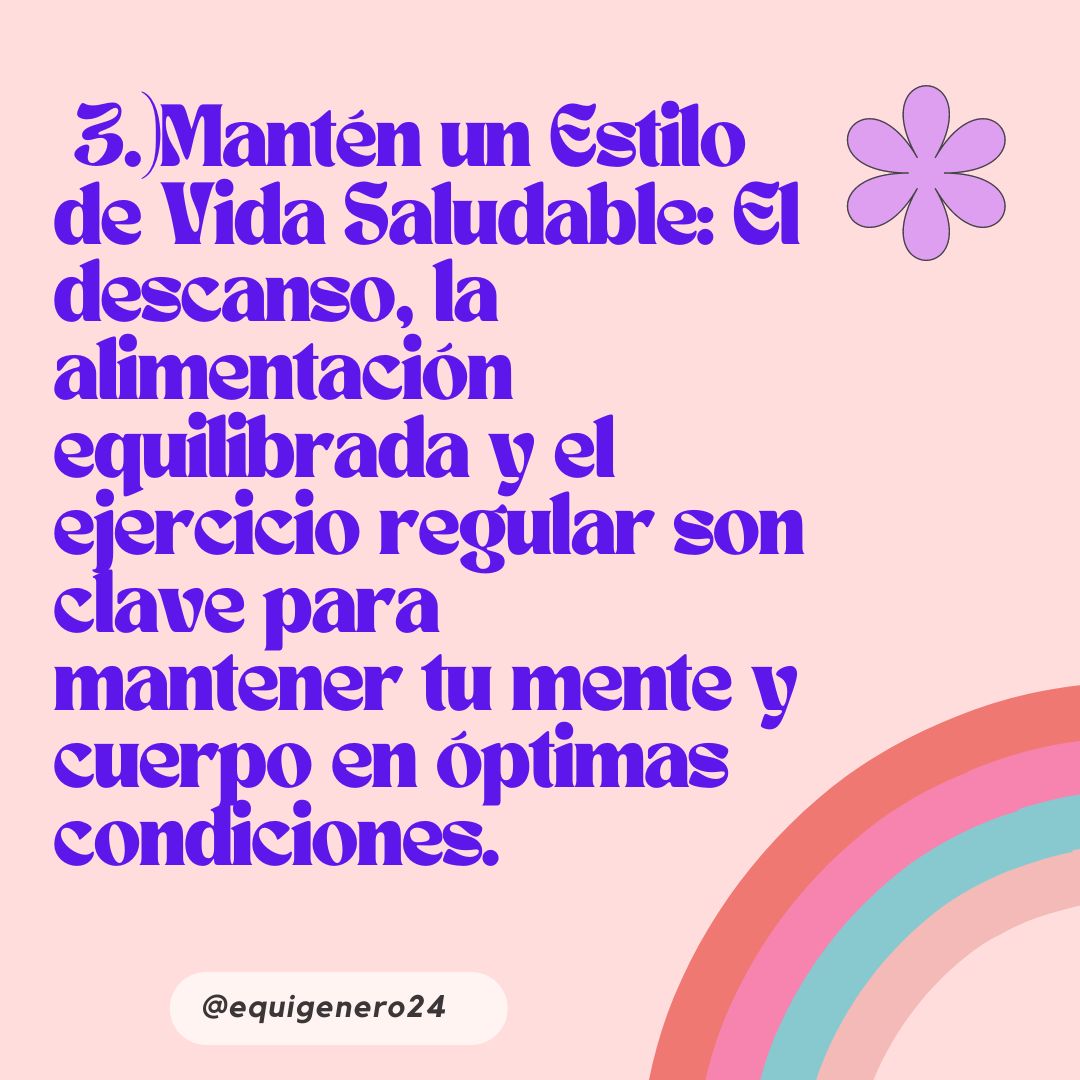 3.)Mantén un Estilo
de Vida Saludable: El
descanso, la
alimentación
equilibrada y el
ejercicio regular son
clave para
mantener tu mente y
cuerpo en óptimas
condiciones.
@equigenero24